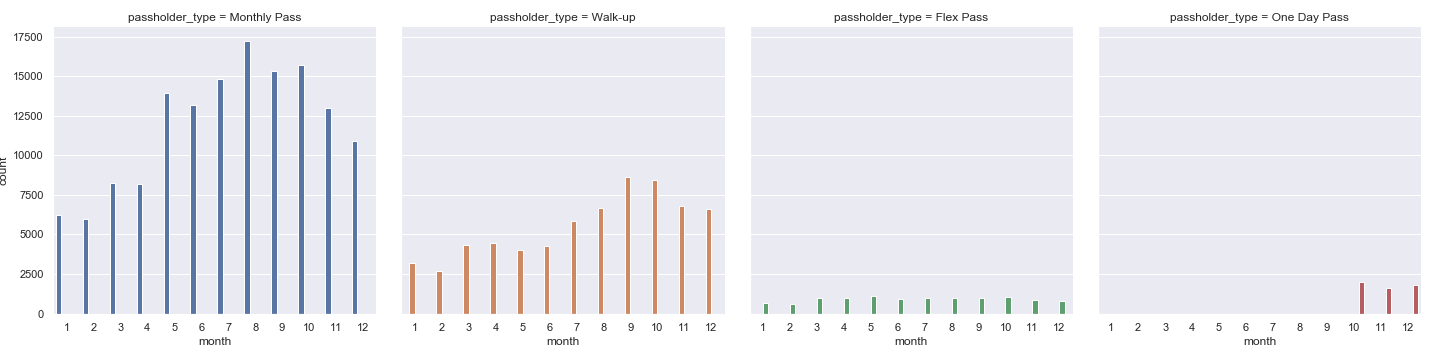 passholder_type = Monthly Pass
passholder_type = Walk-up
passholder_type = Flex Pass
passholder_type = One Day Pass
17500
15000
12500
10000
7500
5000
2500
0
count
1 2 3 4 5 6 7 8 9 10 11 12
1 2 3 4 5 6 7 8 9 10 11 12
1 2 3 4 5 6 7 8 9 10 11 12
1 2 3 4 5 6 7 8 9 10 11 12
month
month
month
month